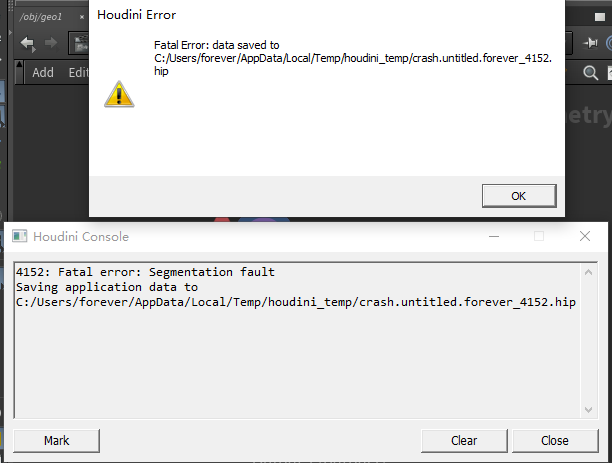 /obj/geo1
Houdini Error
Fatal Error: data saved to
C:/Users/forever/AppData/Local/Temp/houdini_temp/crash.untitled.forever_4152.
hip
Add Edi
etry
OK
Houdini Console
4152: Fatal error: Segmentation fault
Saving application data to
C:/Users/forever/AppData/Local/Temp/houdini_temp/crash.untitled.forever_4152.hip
Mark Clear Close